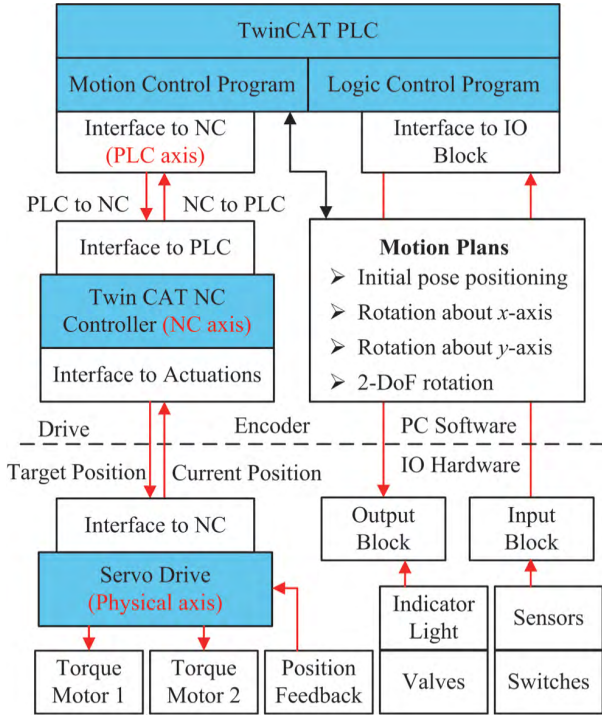 TwinCAT PLC
Motion Control Program
Logic Control Program
Interface to NC
(PLC axis)
Interface to IO
Block
PLC to NC
NC to PLC
Interface to PLC
Twin CAT NC
Controller (NC axis)
Interface to Actuations
Motion Plans
➢ Initial pose positioning
➢ Rotation about x-axis
➢ Rotation about y-axis
➢ 2-DoF rotation
Drive
Encoder
PC Software
Target Position
Current Position
IO Hardware
Interface to NC
Servo Drive
(Physical axis)
Output
Block
Input
Block
Torque
Motor 1
Torque
Motor 2
Position
Feedback
Indicator
Light
Valves
Sensors
Switches